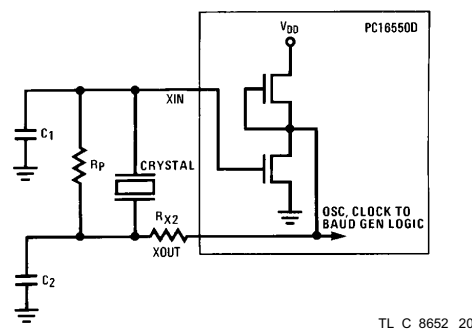 VDD
PC16550D
XIN
C1
CRYSTAL
RP
RX2
OSC, CLOCK TO
BAUD GEN LOGIC
XOUT
C2
TL C 8652 20